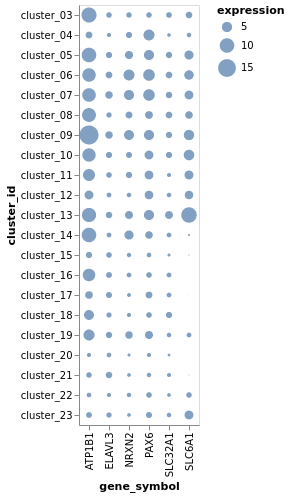 expression
5
10
15
cluster_id
cluster_03
cluster_04
cluster_05
cluster_06
cluster_07
cluster_08
cluster_09
cluster_10
cluster_11
cluster_12
cluster_13
cluster_14
cluster_15
cluster_16
cluster_17
cluster_18
cluster_19
cluster_20
cluster_21
cluster_22
cluster_23
ATP1B1
ELAVL3
NRXN2
PAX6
SLC32A1
SLC6A1
gene_symbol